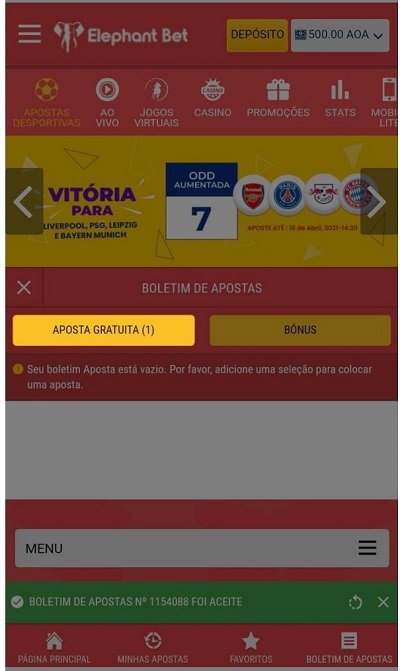 Elephant Bet
DEPÓSITO
500.00 AOA
APOSTAS DESPORTIVAS
AO VIVO
JOGOS VIRTUAIS
CASINO
CASINO
PROMOÇÕES
STATS
MOBI
LITE
VITÓRIA
PARA
LIVERPOOL, PSG, LEIPZIG
E BAYERN MUNICH
ODD
AUMENTADA
7
Arsenal
PARIS
APOSTE ATÉ : 10 de Abril, 2021-14:30
BOLETIM DE APOSTAS
APOSTA GRATUITA (1)
BÓNUS
Seu boletim Aposta está vazio. Por favor, adicione uma seleção para colocar
uma aposta.
MENU
BOLETIM DE APOSTAS Nº 1154088 FOI ACEITE
PÁGINA PRINCIPAL
MINHAS APOSTAS
FAVORITOS
BOLETIM DE APOSTAS